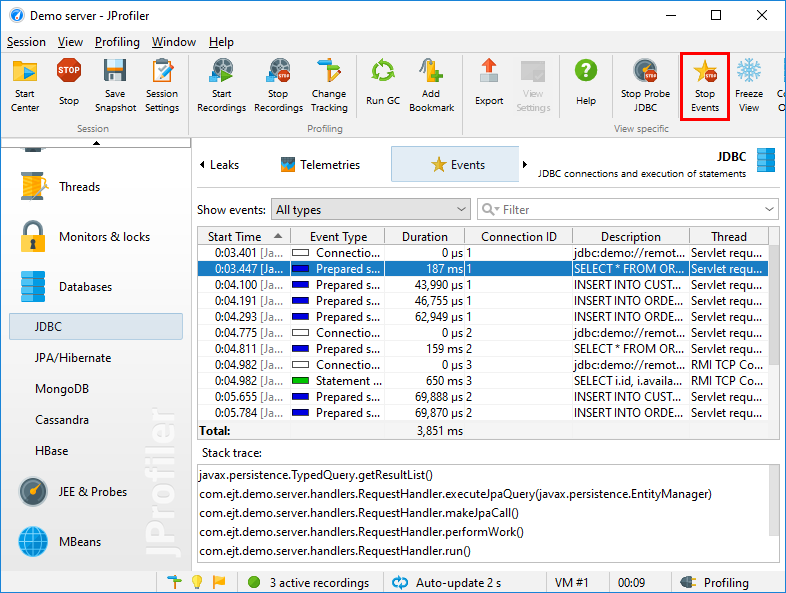 Demo server - JProfiler
Session View Profiling Window Help
Start Center
STOP Stop
Save Snapshot
Session Settings
Start Recordings
STOP Stop Recordings
Change Tracking
Run GC
Add Bookmark
Export
View Settings
Help
STOP Stop Probe JDBC
STOP Stop Events
Freeze View
Session
Profiling
View specific
Threads
Monitors & locks
Databases
JDBC
JPA/Hibernate
MongoDB
Cassandra
HBase
JEE & Probes
MBeans
JProfiler
Leaks Telemetries Events
JDBC
JDBC connections and execution of statements
Show events: All types Filter
Start Time Event Type Duration Connection ID Description Thread
0:03.401 [Ja... Connectio... 0 µs 1 jdbc:demo://remot... Servlet requ...
0:03.447 [Ja... Prepared s... 187 ms 1 SELECT * FROM OR... Servlet requ...
0:04.100 [Ja... Prepared s... 43,990 µs 1 INSERT INTO CUST... Servlet requ...
0:04.191 [Ja... Prepared s... 46,755 µs 1 INSERT INTO ORDE... Servlet requ...
0:04.293 [Ja... Prepared s... 62,949 µs 1 INSERT INTO ORDE... Servlet requ...
0:04.775 [Ja... Connectio... 0 µs 2 jdbc:demo://remot... Servlet requ...
0:04.811 [Ja... Prepared s... 159 ms 2 SELECT * FROM OR... Servlet requ...
0:04.982 [Ja... Connectio... 0 µs 3 jdbc:demo://remot... RMI TCP Co...
0:04.982 [Ja... Statement ... 650 ms 3 SELECT i.id, i.availa... RMI TCP Co...
0:05.655 [Ja... Prepared s... 69,888 µs 2 INSERT INTO CUST... Servlet requ...
0:05.784 [Ja... Prepared s... 69,870 µs 2 INSERT INTO ORDE... Servlet requ...
Total: 3,851 ms
Stack trace:
javax.persistence.TypedQuery.getResultList()
com.ejt.demo.server.handlers.RequestHandler.executeJpaQuery(javax.persistence.EntityManager)
com.ejt.demo.server.handlers.RequestHandler.makeJpaCall()
com.ejt.demo.server.handlers.RequestHandler.performWork()
com.ejt.demo.server.handlers.RequestHandler.run()
3 active recordings Auto-update 2 s VM #1 00:09 Profiling